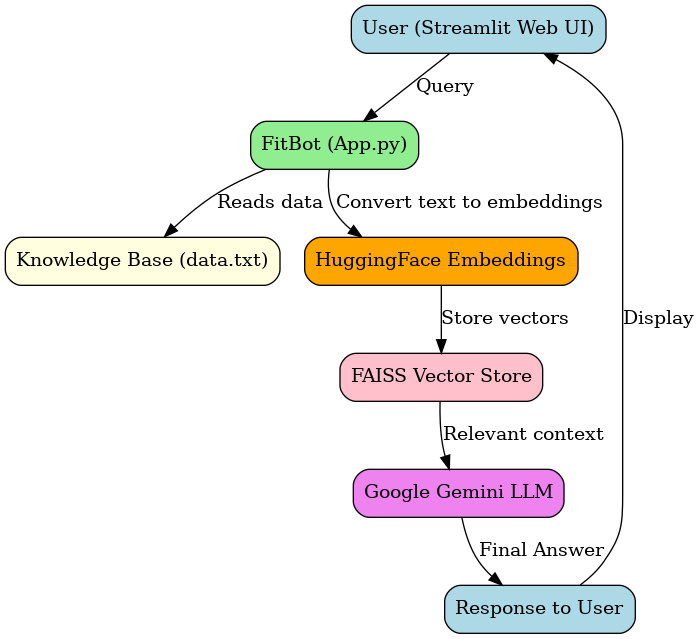 User (Streamlit Web UI)
Query
FitBot (App.py)
Reads data
Convert text to embeddings
Knowledge Base (data.txt)
HuggingFace Embeddings
Store vectors
Display
FAISS Vector Store
Relevant context
Google Gemini LLM
Final Answer
Response to User